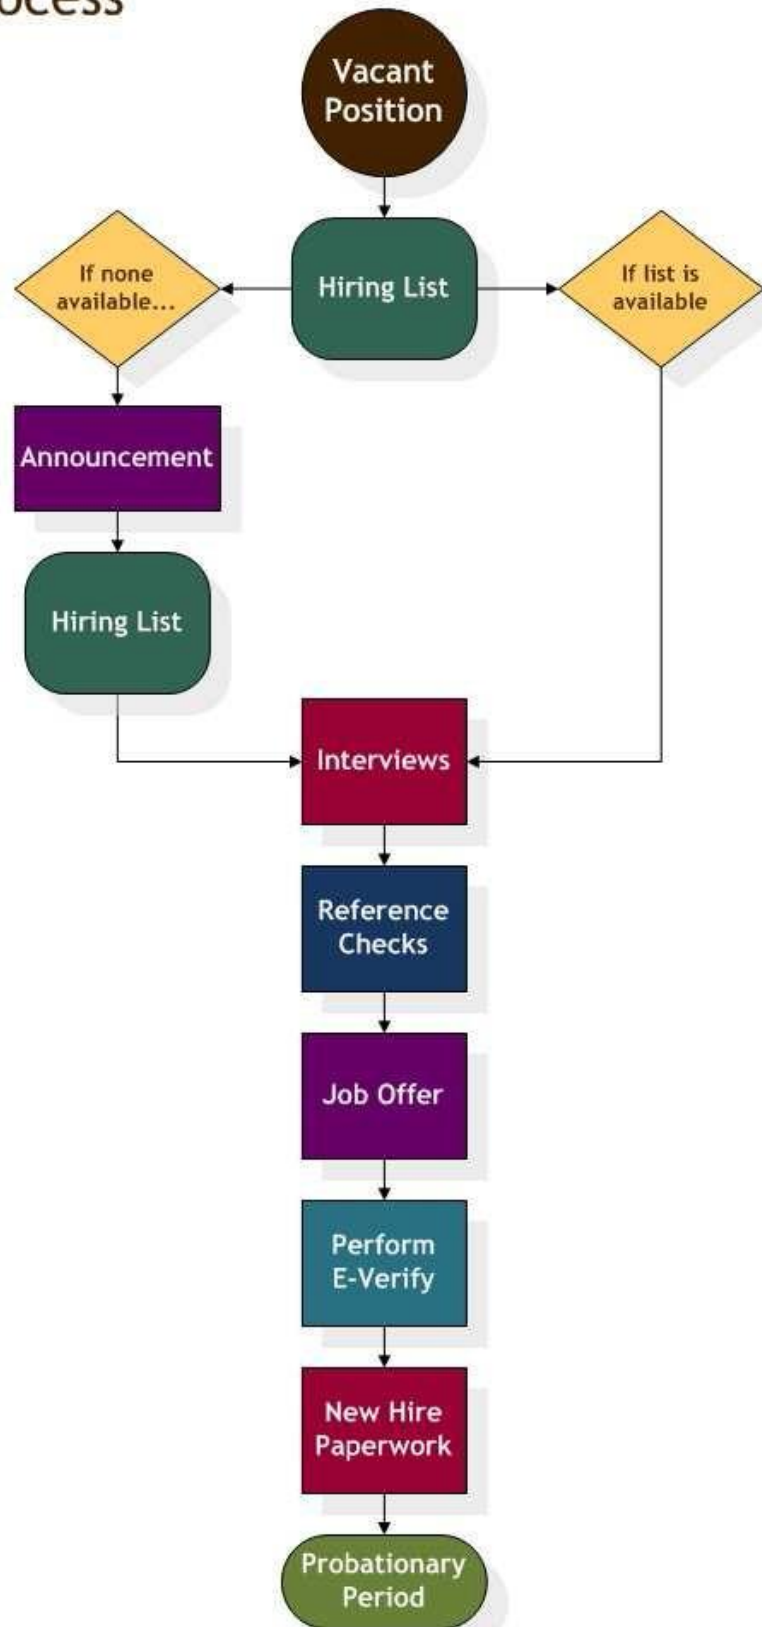 Vacant
Position
If none
available...
Hiring List
If list is
available
Announcement
Hiring List
Interviews
Reference
Checks
Job Offer
Perform
E-Verify
New Hire
Paperwork
Probationary
Period